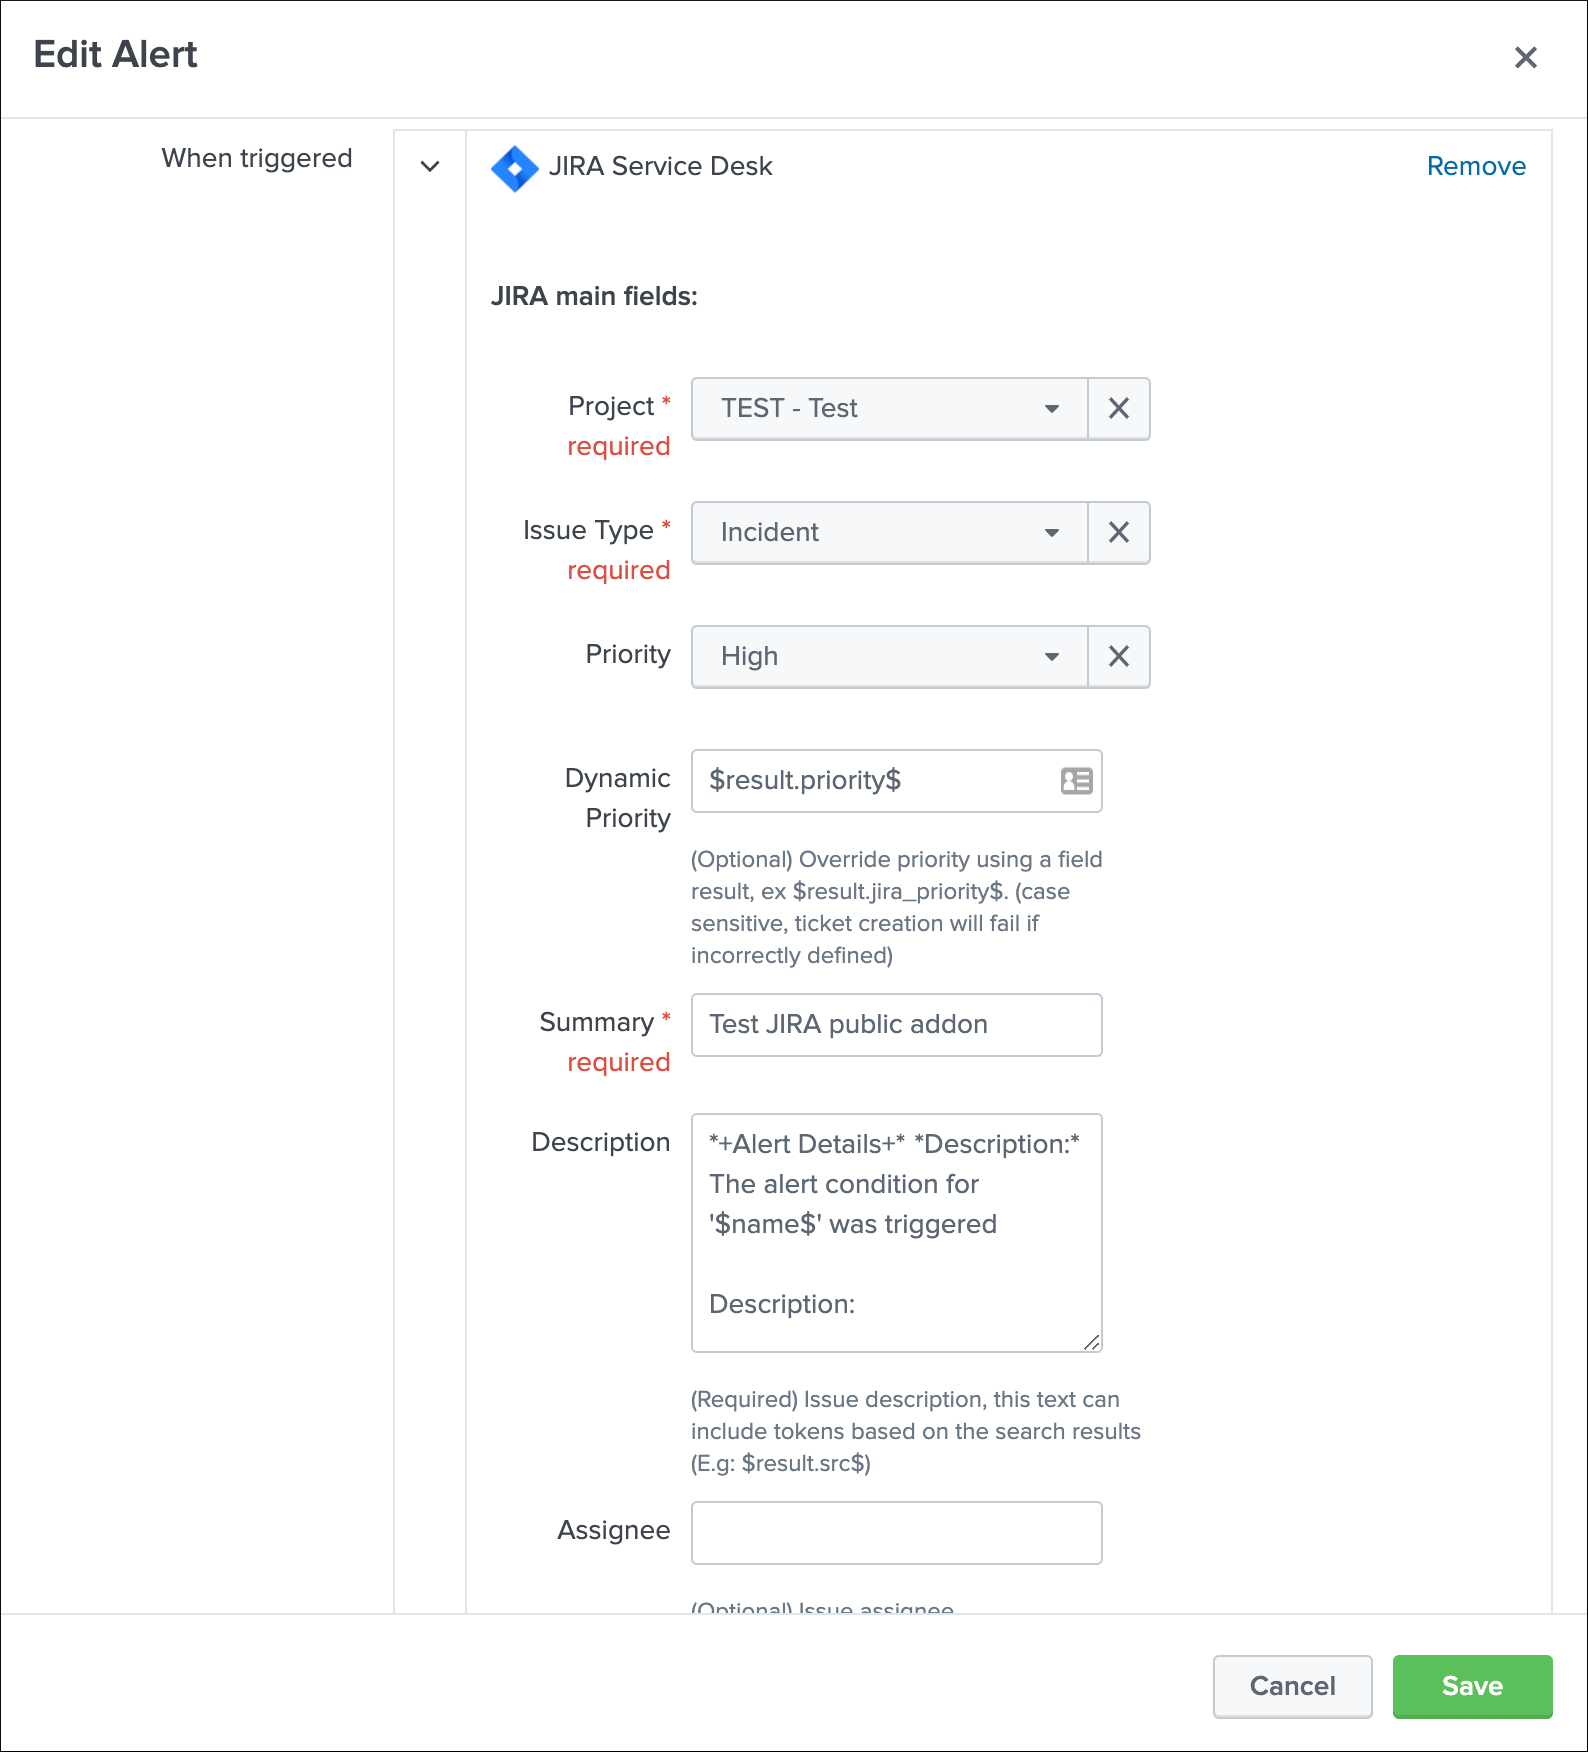 Edit Alert
When triggered
JIRA Service Desk
Remove
JIRA main fields:
Project *
required
TEST - Test
Issue Type *
required
Incident
Priority
High
Dynamic
Priority
$result.priority$
(Optional) Override priority using a field
result, ex $result.jira_priority$. (case
sensitive, ticket creation will fail if
incorrectly defined)
Summary *
required
Test JIRA public addon
Description
*+Alert Details+* *Description:*
The alert condition for
'$name$' was triggered
Description:
(Required) Issue description, this text can
include tokens based on the search results
(E.g: $result.src$)
Assignee
(Optional) Issue assignee
Cancel
Save